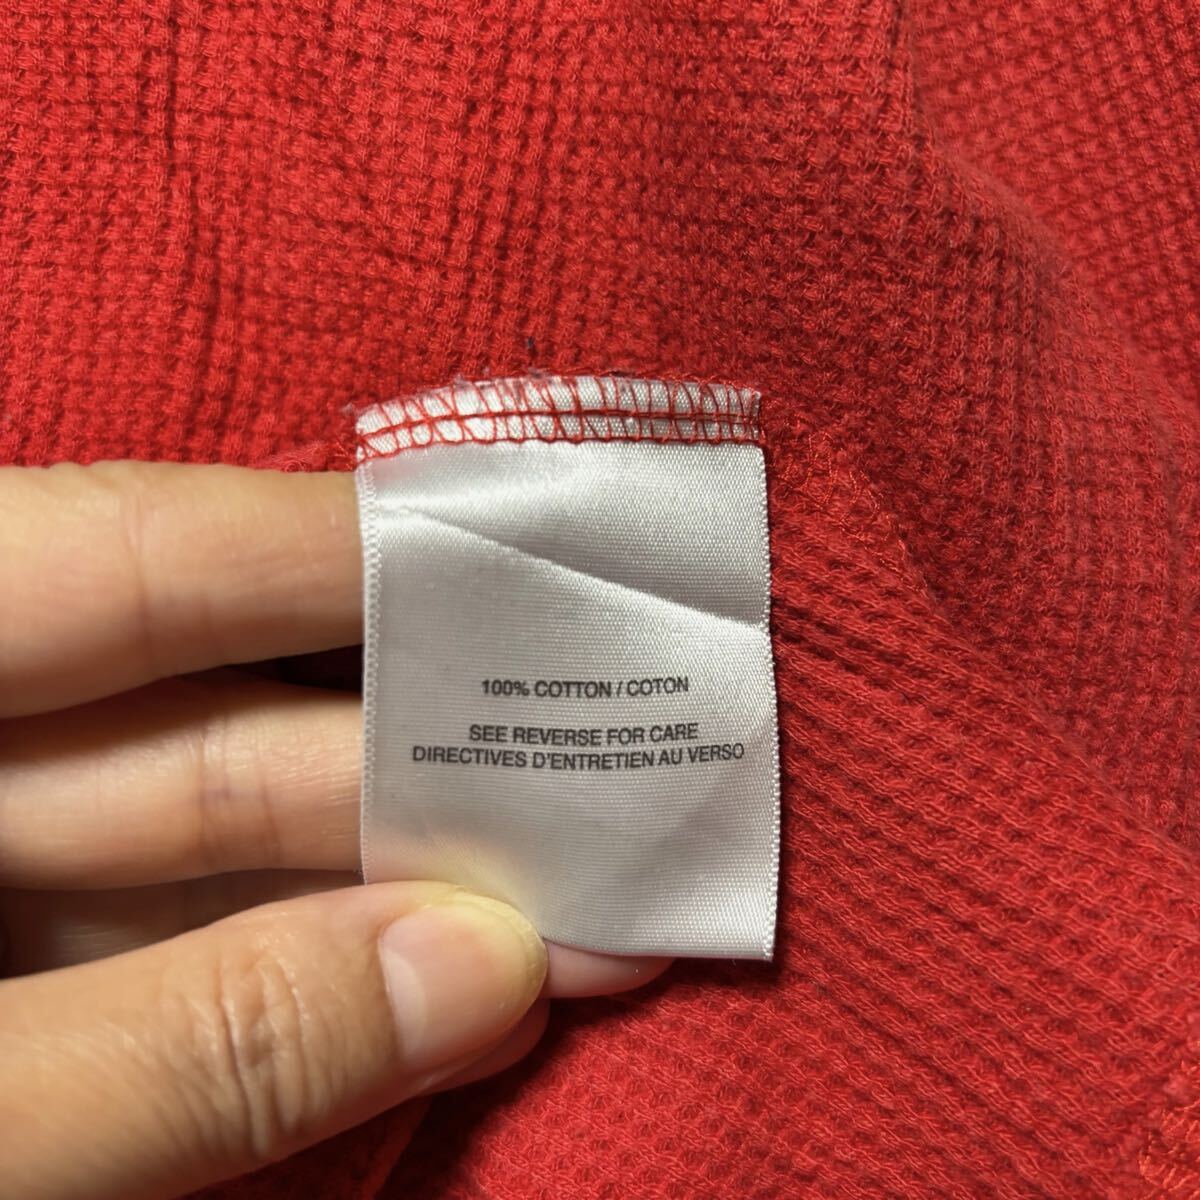 100% COTTON / COTON
SEE REVERSE FOR CARE
DIRECTIVES D'ENTRETIEN AU VERSO